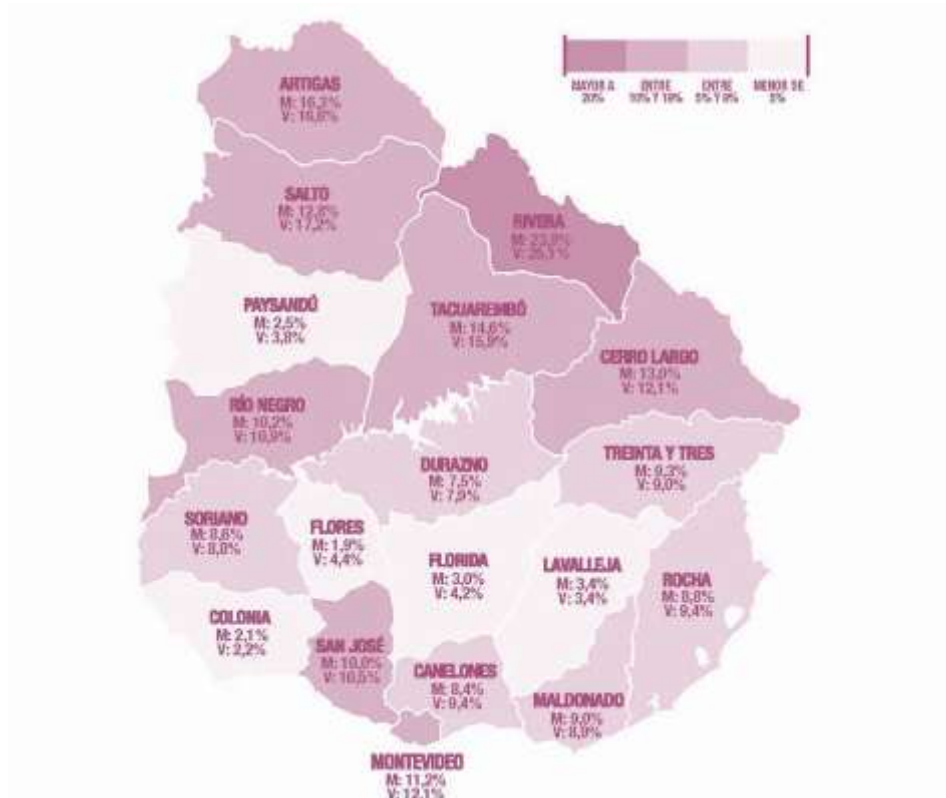 MAYOR A 20%
ENTRE 10% Y 19%
ENTRE 5% Y 9%
MENOR DE 5%
ARTIGAS
M: 16,2%
V: 16,8%
SALTO
M: 12,8%
V: 17,2%
RIVERA
V: 25,1%
PAYSANDÚ
M: 2,5%
V: 3,8%
TACUAREMBÓ
M: 14,6%
V: 15,9%
CERRO LARGO
M: 13,0%
V: 12,1%
RÍO NEGRO
M: 10,2%
V: 10,9%
DURAZNO
M: 7,5%
V: 7,9%
TREINTA Y TRES
M: 9,3%
V: 9,0%
SORIANO
M: 8,6%
V: 8,8%
FLORES
M: 1,9%
V: 4,4%
FLORIDA
M: 3,0%
V: 4,2%
LAVALLEJA
M: 3,4%
V: 3,4%
ROCHA
M: 8,8%
V: 9,4%
COLONIA
M: 2,1%
V: 2,2%
SAN JOSÉ
M: 10,0%
V: 10,5%
CANELONES
M: 8,4%
V: 9,4%
MALDONADO
M: 9,0%
V: 8,9%
MONTEVIDEO
M: 11,2%
V: 12,1%